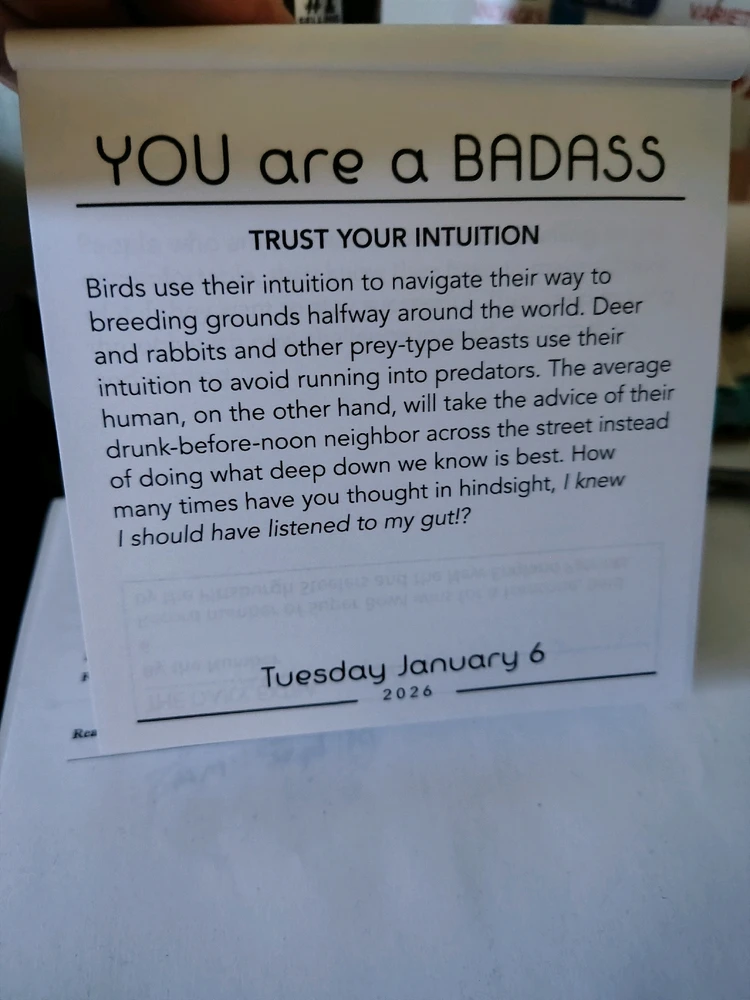 YOU are a BADASS
TRUST YOUR INTUITION
Birds use their intuition to navigate their way to
breeding grounds halfway around the world. Deer
and rabbits and other prey-type beasts use their
intuition to avoid running into predators. The average
human, on the other hand, will take the advice of their
drunk-before-noon neighbor across the street instead
of doing what deep down we know is best. How
many times have you thought in hindsight, I knew
I should have listened to my gut!?
Tuesday January 6
2026